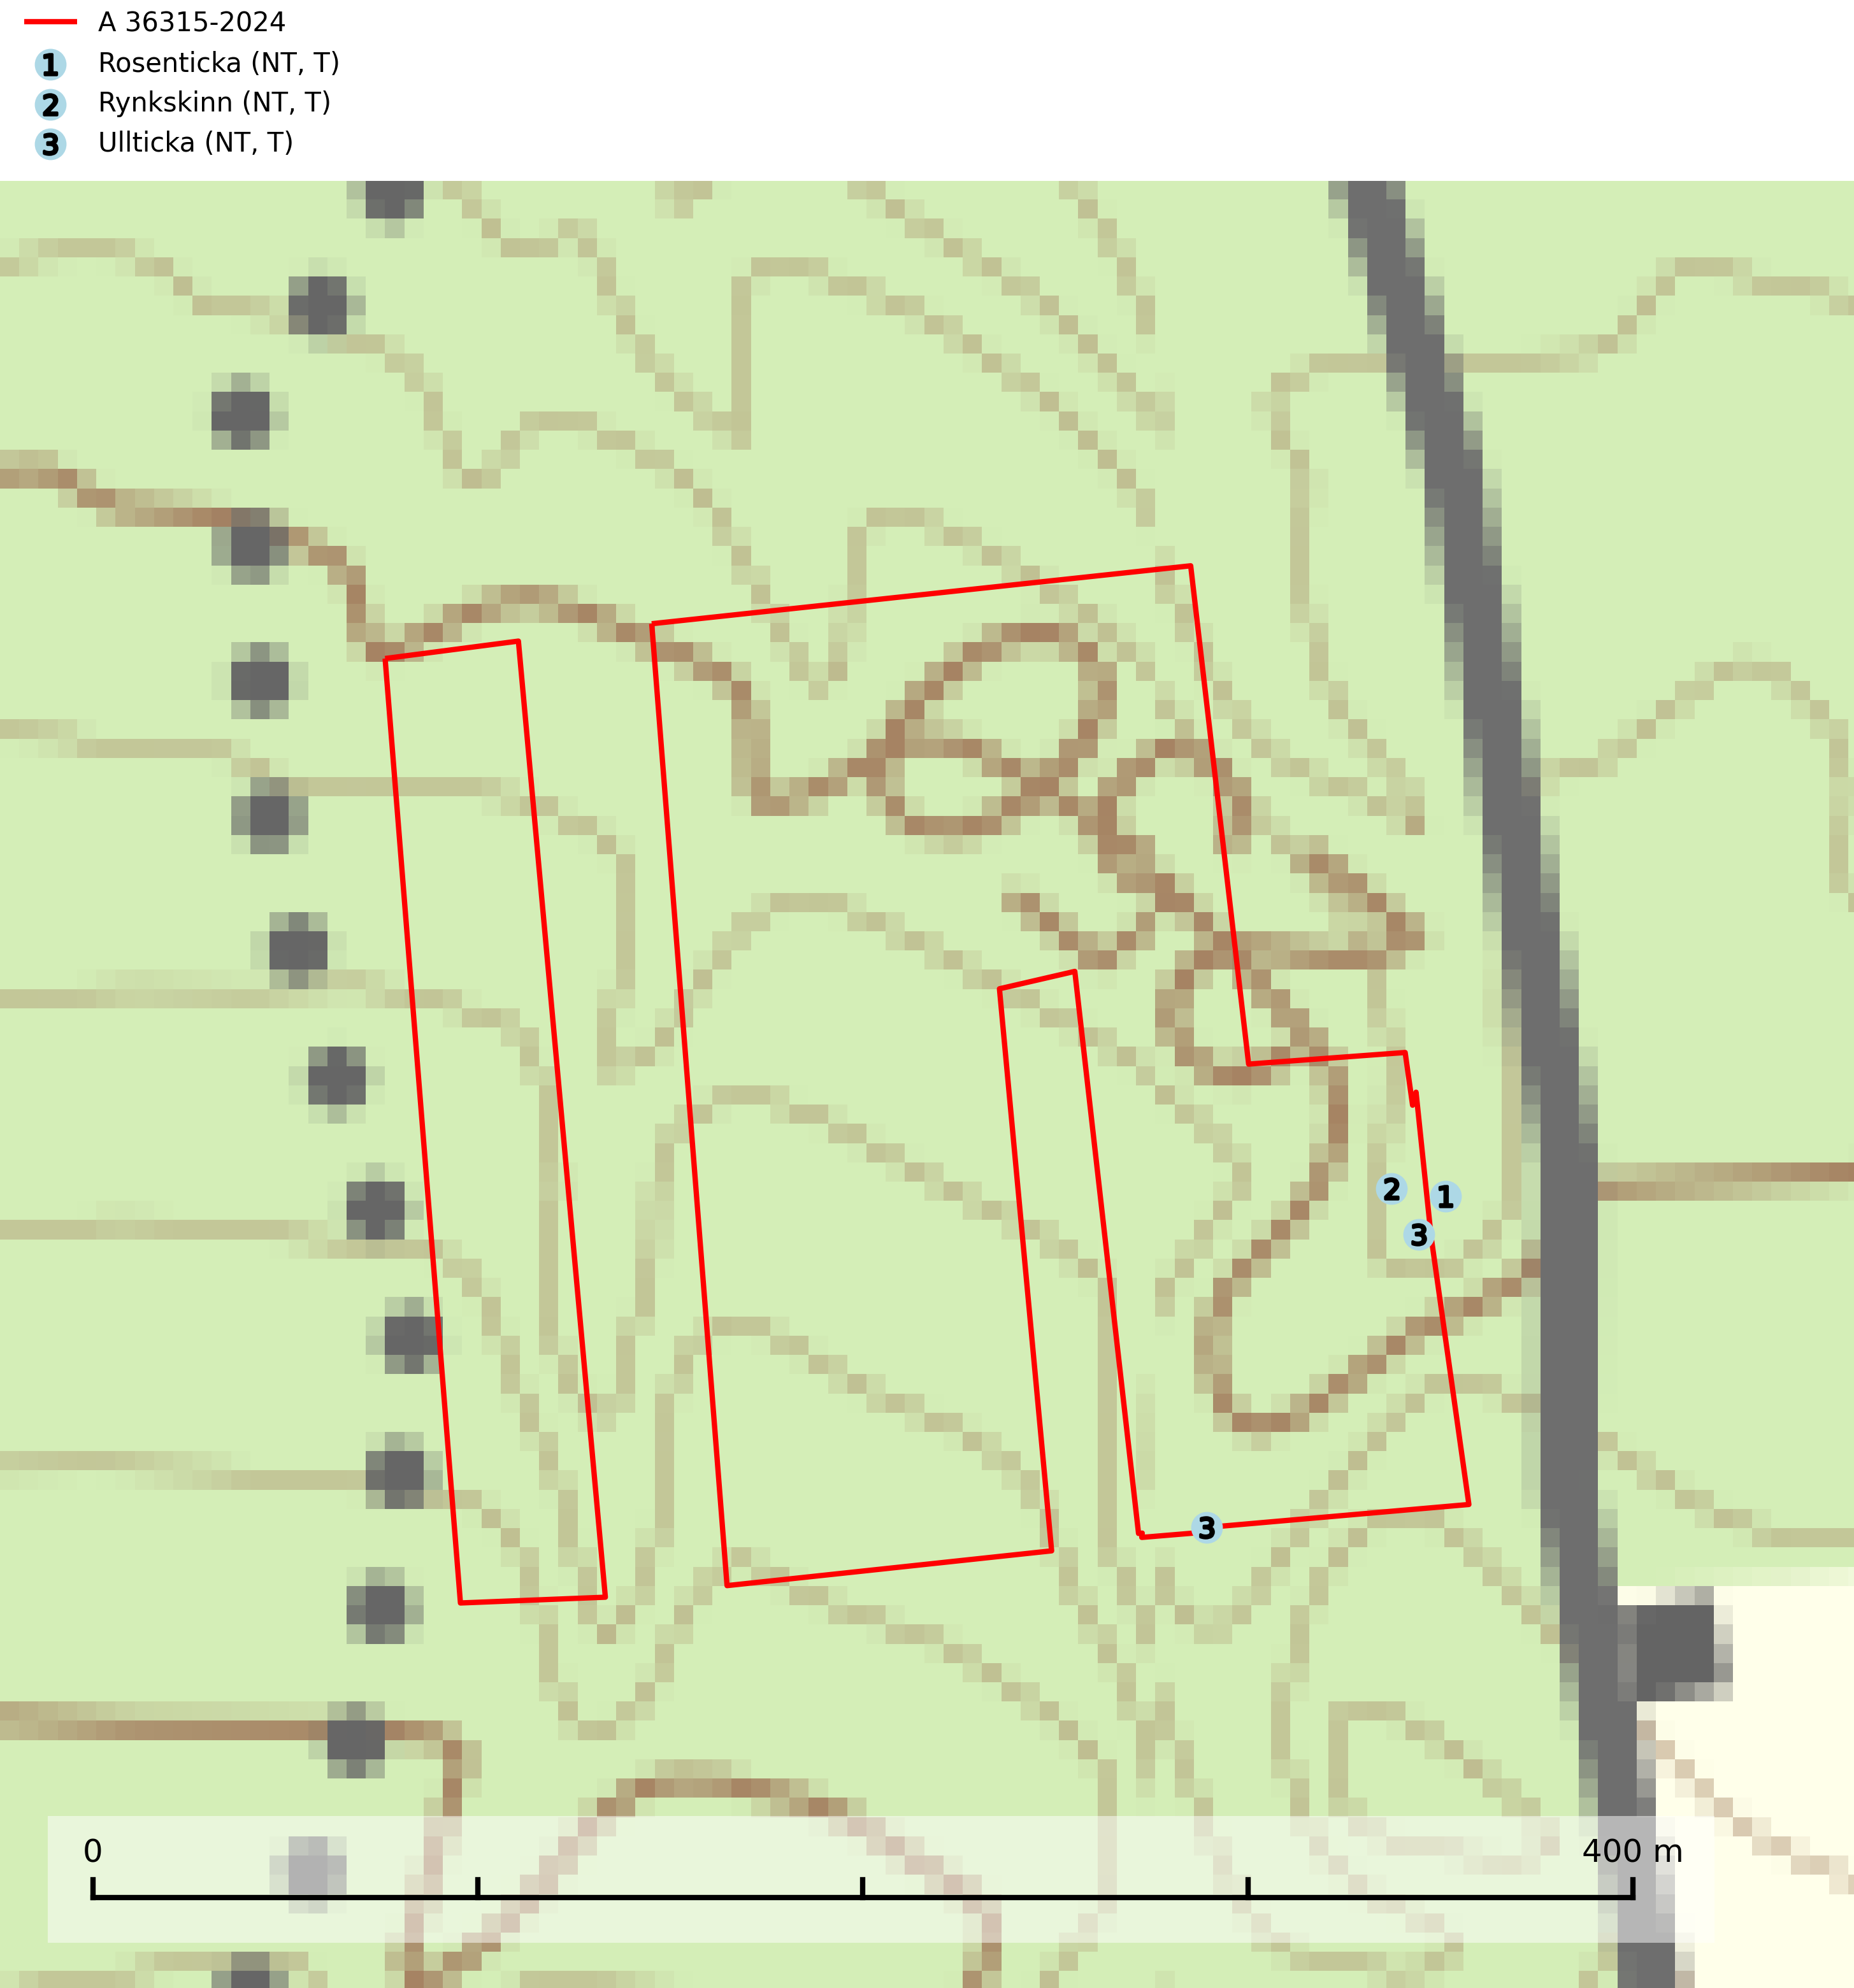 A 36315-2024
1 Rosenticka (NT, T)
2 Rynkskinn (NT, T)
3 Ullticka (NT, T)
2
1
3
3
0 400 m